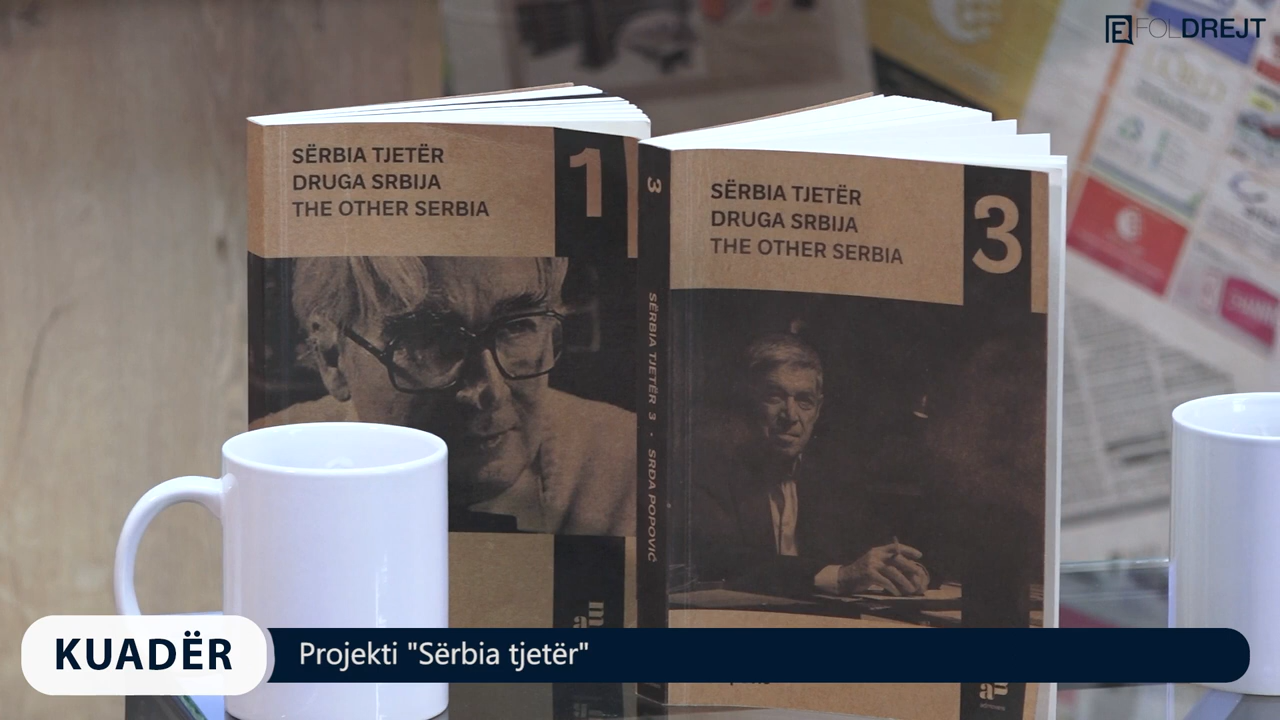 FOLDREJT
SËRBIA TJETËR
DRUGA SRBIJA
THE OTHER SERBIA
1
3
SËRBIA TJETËR 3 · SRĐA POPOVIĆ
SËRBIA TJETËR
DRUGA SRBIJA
THE OTHER SERBIA
3
KUADËR
Projekti "Sërbia tjetër"